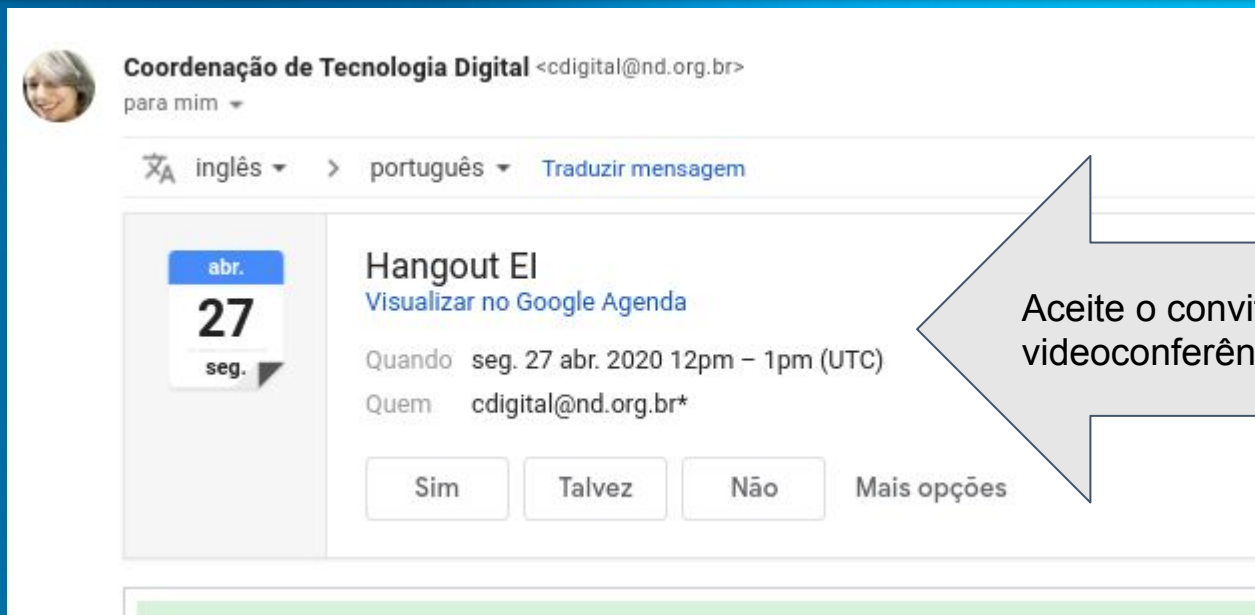 Coordenação de Tecnologia Digital <cdigital@nd.org.br>
para mim
inglês > português Traduzir mensagem
abr.
27
seg.
Hangout EI
Visualizar no Google Agenda
Quando seg. 27 abr. 2020 12pm – 1pm (UTC)
Quem cdigital@nd.org.br*
Sim Talvez Não Mais opções
Aceite o